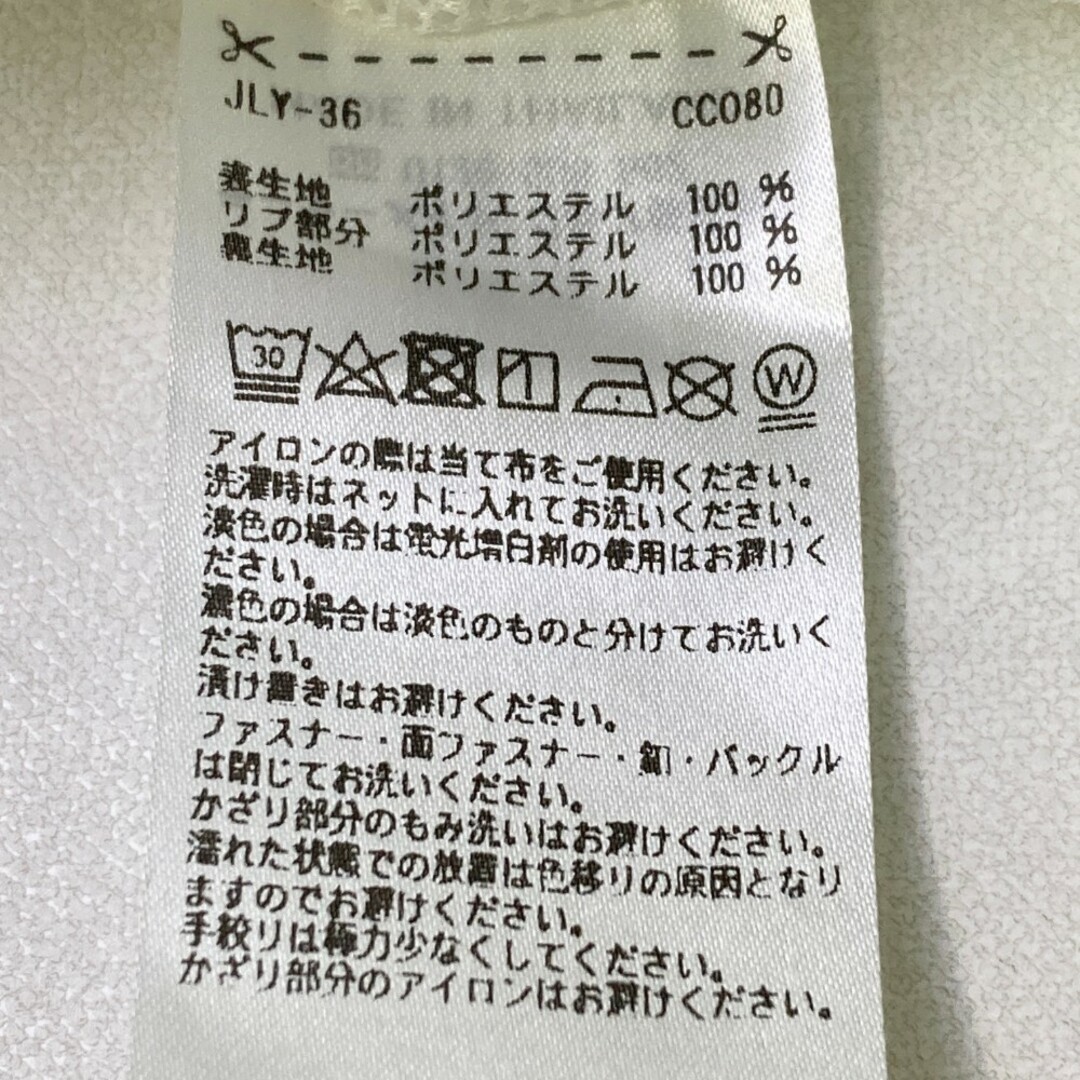 JLY-36 CC080
表生地 ポリエステル 100 %
リブ部分 ポリエステル 100 %
裏生地 ポリエステル 100 %
30 W
アイロンの際は当て布をご使用ください。
洗濯時はネットに入れてお洗いください。
淡色の場合は蛍光増白剤の使用はお避けく
ださい。
濃色の場合は淡色のものと分けてお洗いく
ださい。
漬け置きはお避けください。
ファスナー・面ファスナー・釦・バックル
は閉じてお洗いください。
かざり部分のもみ洗いはお避けください。
濡れた状態での放置は色移りの原因となり
ますのでお避けください。
手絞りは極力少なくしてください。
かざり部分のアイロンはお避けください。